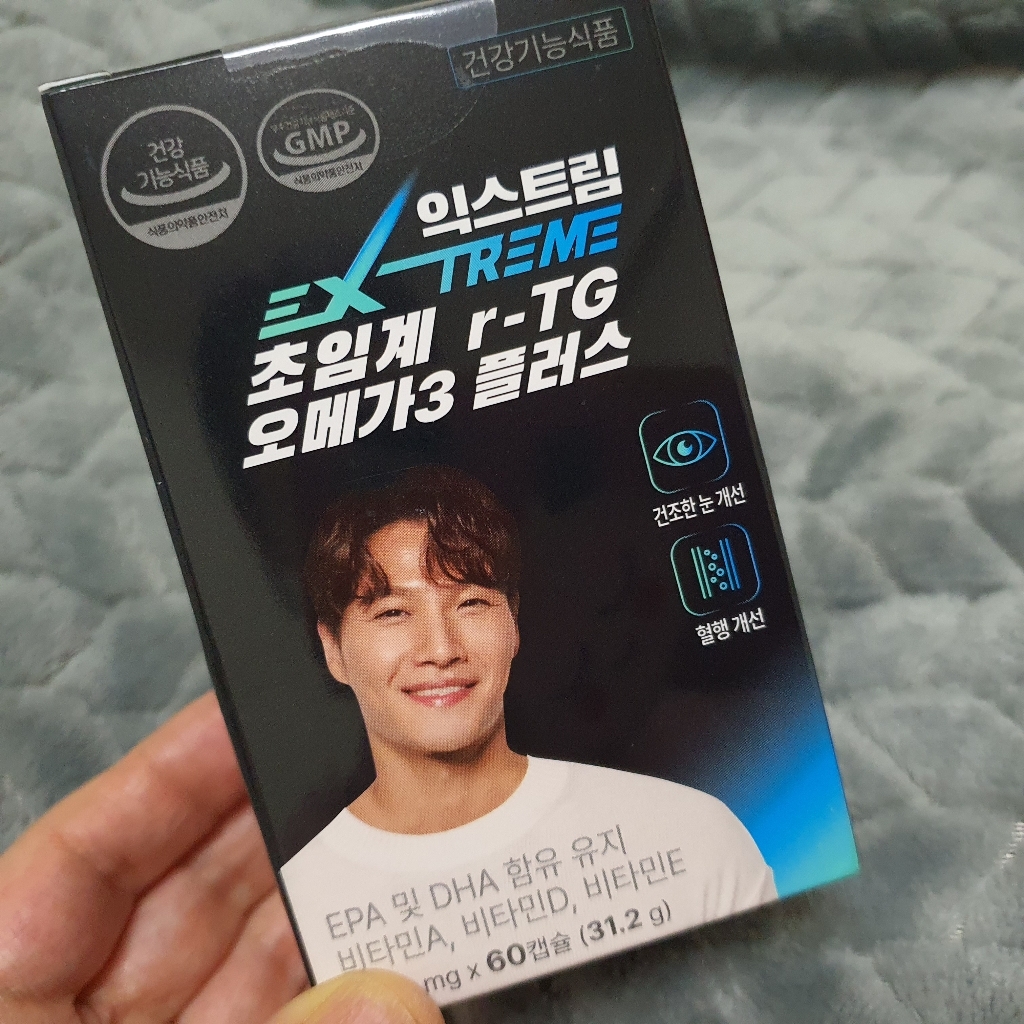 건강기능식품
건강
기능식품
식품의약품안전처
GMP
식품의약품안전처
익스트림
EXTREME
초임계 r-TG
오메가3 플러스
건조한 눈 개선
혈행 개선
EPA 및 DHA 함유 유지
비타민A, 비타민D, 비타민E
mg x 60캡슐 (31.2 g)